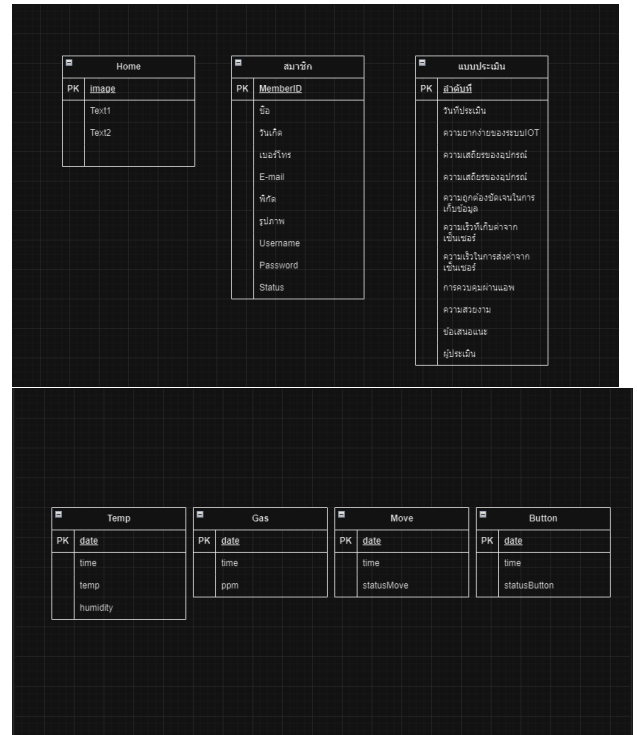 Home
PK image
Text1
Text2
สมาชิก
PK MemberID
ชื่อ
วันเกิด
เบอร์โทร
E-mail
พิกัด
รูปภาพ
Username
Password
Status
แบบประเมิน
PK ลำดับที่
วันที่ประเมิน
ความยากง่ายของระบบIOT
ความเสถียรของอุปกรณ์
ความเสถียรของอุปกรณ์
ความถูกต้องชัดเจนในการ
เก็บข้อมูล
ความเร็วที่เก็บค่าจาก
เซ็นเซอร์
ความเร็วในการส่งค่าจาก
เซ็นเซอร์
การควบคุมผ่านแอพ
ความสวยงาม
ข้อเสนอแนะ
ผู้ประเมิน
Temp
PK date
time
temp
humidity
Gas
PK date
time
ppm
Move
PK date
time
statusMove
Button
PK date
time
statusButton